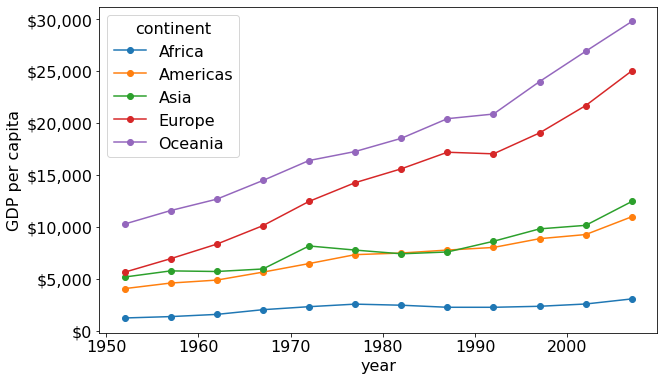 continent
Africa
Americas
Asia
Europe
Oceania
GDP per capita
$30,000
$25,000
$20,000
$15,000
$10,000
$5,000
$0
1950 1960 1970 1980 1990 2000
year